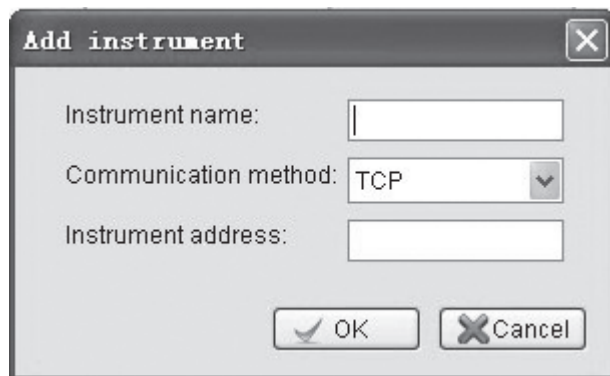 Add instrument
Instrument name:
Communication method: TCP
Instrument address:
OK Cancel